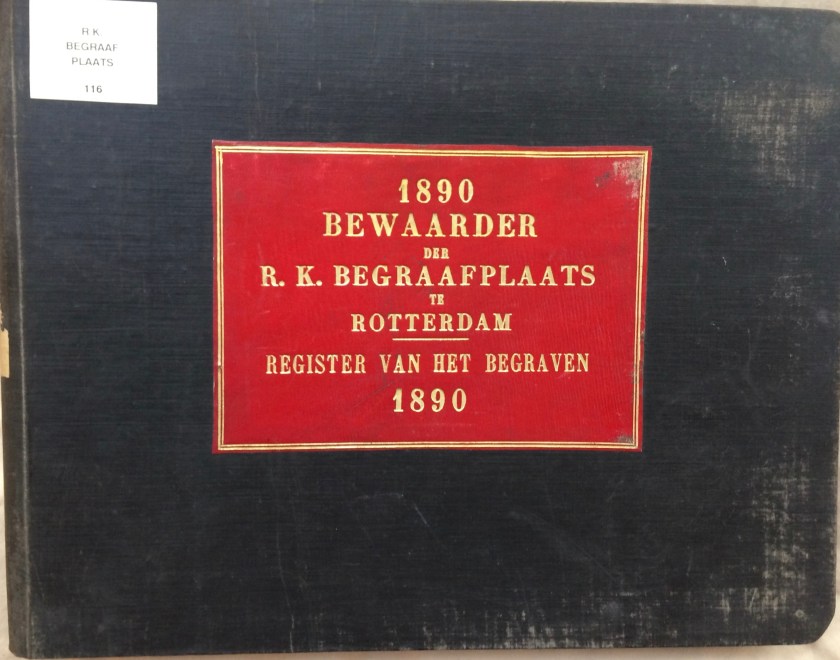 R K
BEGRAAF
PLAATS
116
1890
BEWAARDER
DER
R. K. BEGRAAFPLAATS
TE
ROTTERDAM
REGISTER VAN HET BEGRAVEN
1890